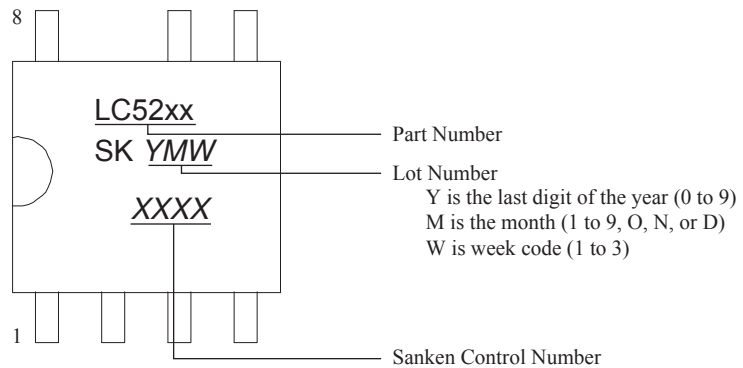 8
LC52xx
SK YMW
XXXX
1
Part Number
Lot Number
Y is the last digit of the year (0 to 9)
M is the month (1 to 9, O, N, or D)
W is week code (1 to 3)
Sanken Control Number